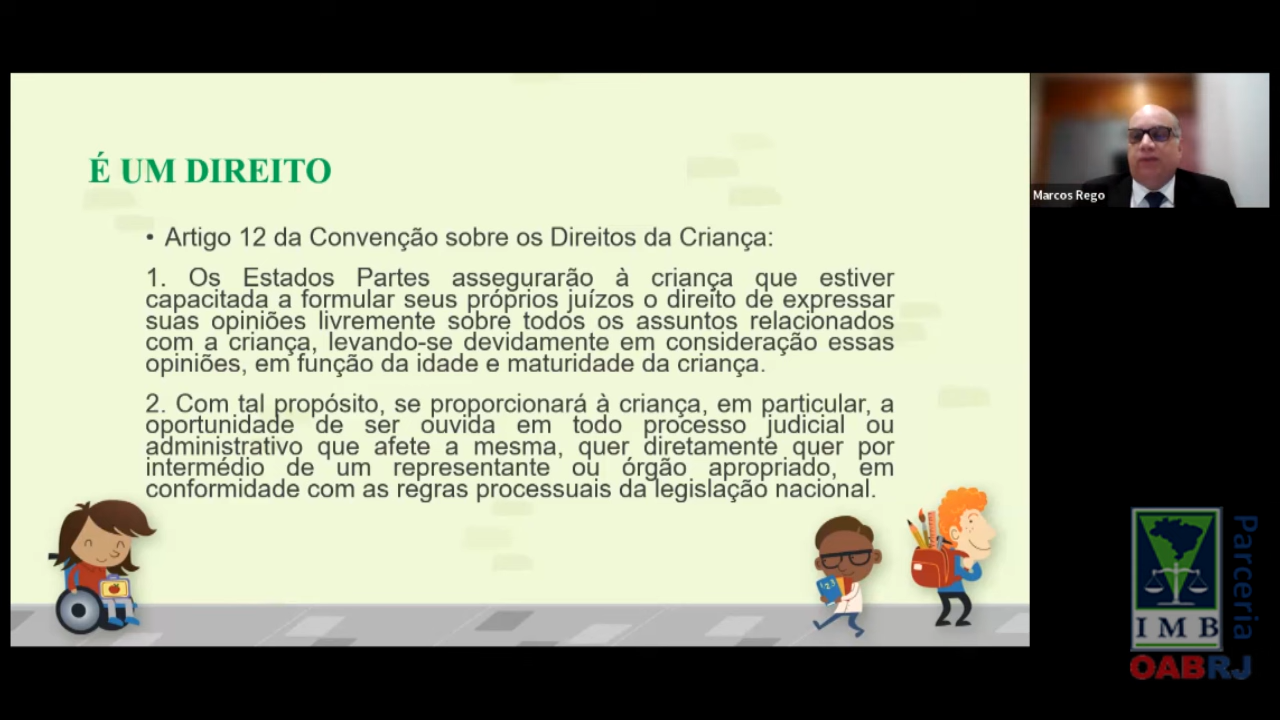 É UM DIREITO
• Artigo 12 da Convenção sobre os Direitos da Criança:
1. Os Estados Partes assegurarão à criança que estiver
capacitada a formular seus próprios juízos o direito de expressar
suas opiniões livremente sobre todos os assuntos relacionados
com a criança, levando-se devidamente em consideração essas
opiniões, em função da idade e maturidade da criança.
2. Com tal propósito, se proporcionará à criança, em particular, a
oportunidade de ser ouvida em todo processo judicial ou
administrativo que afete a mesma, quer diretamente quer por
intermédio de um representante ou órgão apropriado, em
conformidade com as regras processuais da legislação nacional.
1 2 3
Marcos Rego
Parceria
IMB
OABRJ